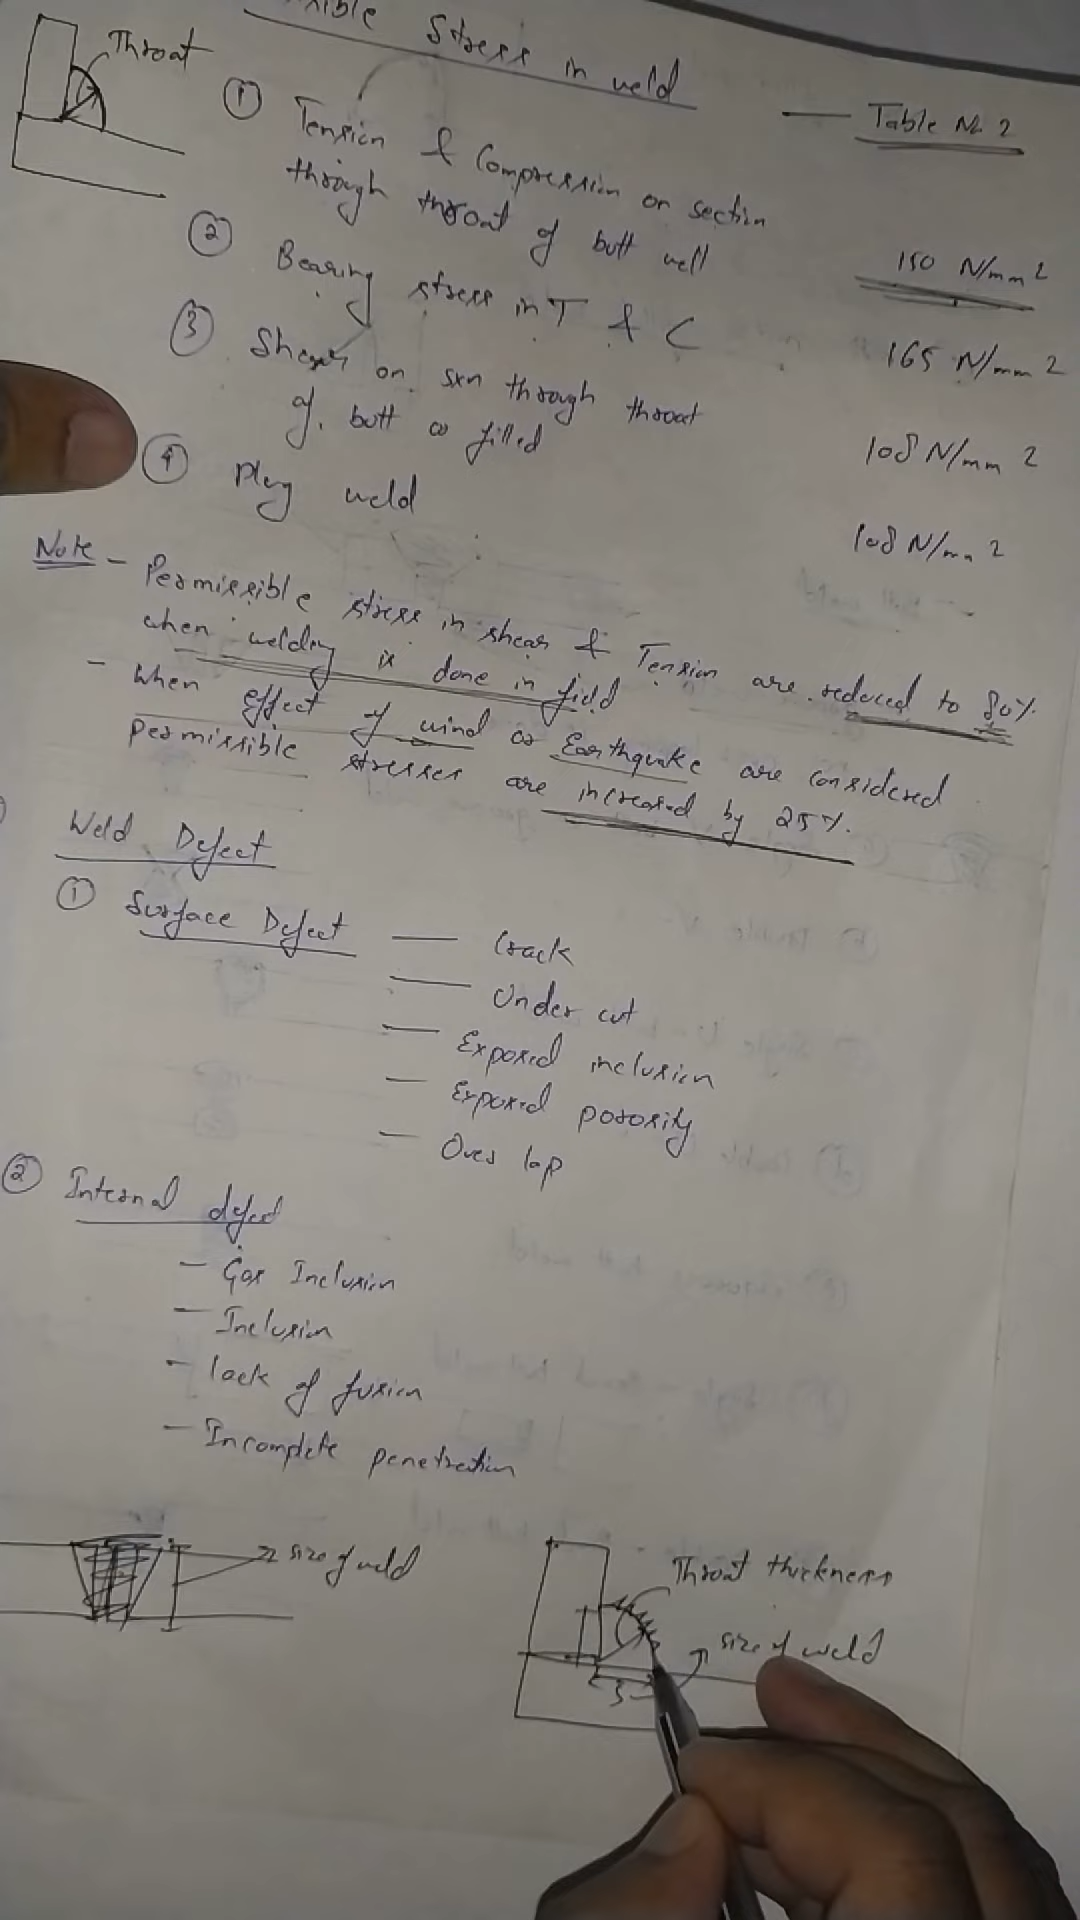 Stress in weld
Throat
— Table No. 2
① Tension & Compression on section
through throat of butt well
150 N/mm2
② Bearing stress in T & C
165 N/mm2
③ Shear on sxn through throat
of butt or filled
108 N/mm2
④ Plug weld
108 N/mm2
Note - Permissible stress in shear & Tension are reduced to 80%
when welding is done in field
- When effect of wind or Earthquake are considered
permissible stresses are increased by 25%.
Weld Defect
① Surface Defect — Crack
— Under cut
— Exposed inclusion
— Exposed porosity
— Over lap
② Internal defect
- Gas Inclusion
- Inclusion
- lack of fusion
- Incomplete penetration
size of weld
Throat thickness
size of weld
S